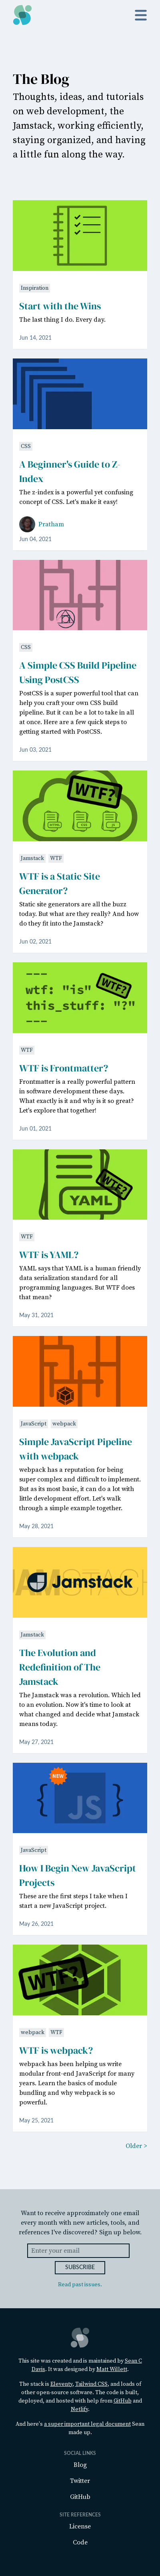 The Blog
Thoughts, ideas, and tutorials
on web development, the
Jamstack, working efficiently,
staying organized, and having
a little fun along the way.
Inspiration
Start with the Wins
The last thing I do. Every day.
Jun 14, 2021
CSS
A Beginner's Guide to Z-
Index
The z-index is a powerful yet confusing
concept of CSS. Let's make it easy!
Pratham
Jun 04, 2021
CSS
A Simple CSS Build Pipeline
Using PostCSS
PostCSS is a super powerful tool that can
help you craft your own CSS build
pipeline. But it can be a lot to take in all
at once. Here are a few quick steps to
getting started with PostCSS.
Jun 03, 2021
WTF?
Jamstack WTF
WTF is a Static Site
Generator?
Static site generators are all the buzz
today. But what are they really? And how
do they fit into the Jamstack?
Jun 02, 2021
---
wtf: "is"
this_stuff: "?"
---
WTF?
WTF
WTF is Frontmatter?
Frontmatter is a really powerful pattern
in software development these days.
What exactly is it and why is it so great?
Let's explore that together!
Jun 01, 2021
YAML
WTF?
WTF
WTF is YAML?
YAML says that YAML is a human friendly
data serialization standard for all
programming languages. But WTF does
that mean?
May 31, 2021
JavaScript webpack
Simple JavaScript Pipeline
with webpack
webpack has a reputation for being
super complex and difficult to implement.
But as its most basic, it can do a lot with
little development effort. Let's walk
through a simple example together.
May 28, 2021
Jamstack
Jamstack
The Evolution and
Redefinition of The
Jamstack
The Jamstack was a revolution. Which led
to an evolution. Now it's time to look at
what changed and decide what Jamstack
means today.
May 27, 2021
NEW
{ JS }
JavaScript
How I Begin New JavaScript
Projects
These are the first steps I take when I
start a new JavaScript project.
May 26, 2021
WTF?
webpack WTF
WTF is webpack?
webpack has been helping us write
modular front-end JavaScript for many
years. Learn the basics of module
bundling and why webpack is so
powerful.
May 25, 2021
Older >
Want to receive approximately one email
every month with new articles, tools, and
references I've discovered? Sign up below.
Enter your email
SUBSCRIBE
Read past issues.
This site was created and is maintained by Sean C
Davis. It was designed by Matt Willett.
The stack is Eleventy, Tailwind CSS, and loads of
other open-source software. The code is built,
deployed, and hosted with help from GitHub and
Netlify.
And here's a super important legal document Sean
made up.
SOCIAL LINKS
Blog
Twitter
GitHub
SITE REFERENCES
License
Code